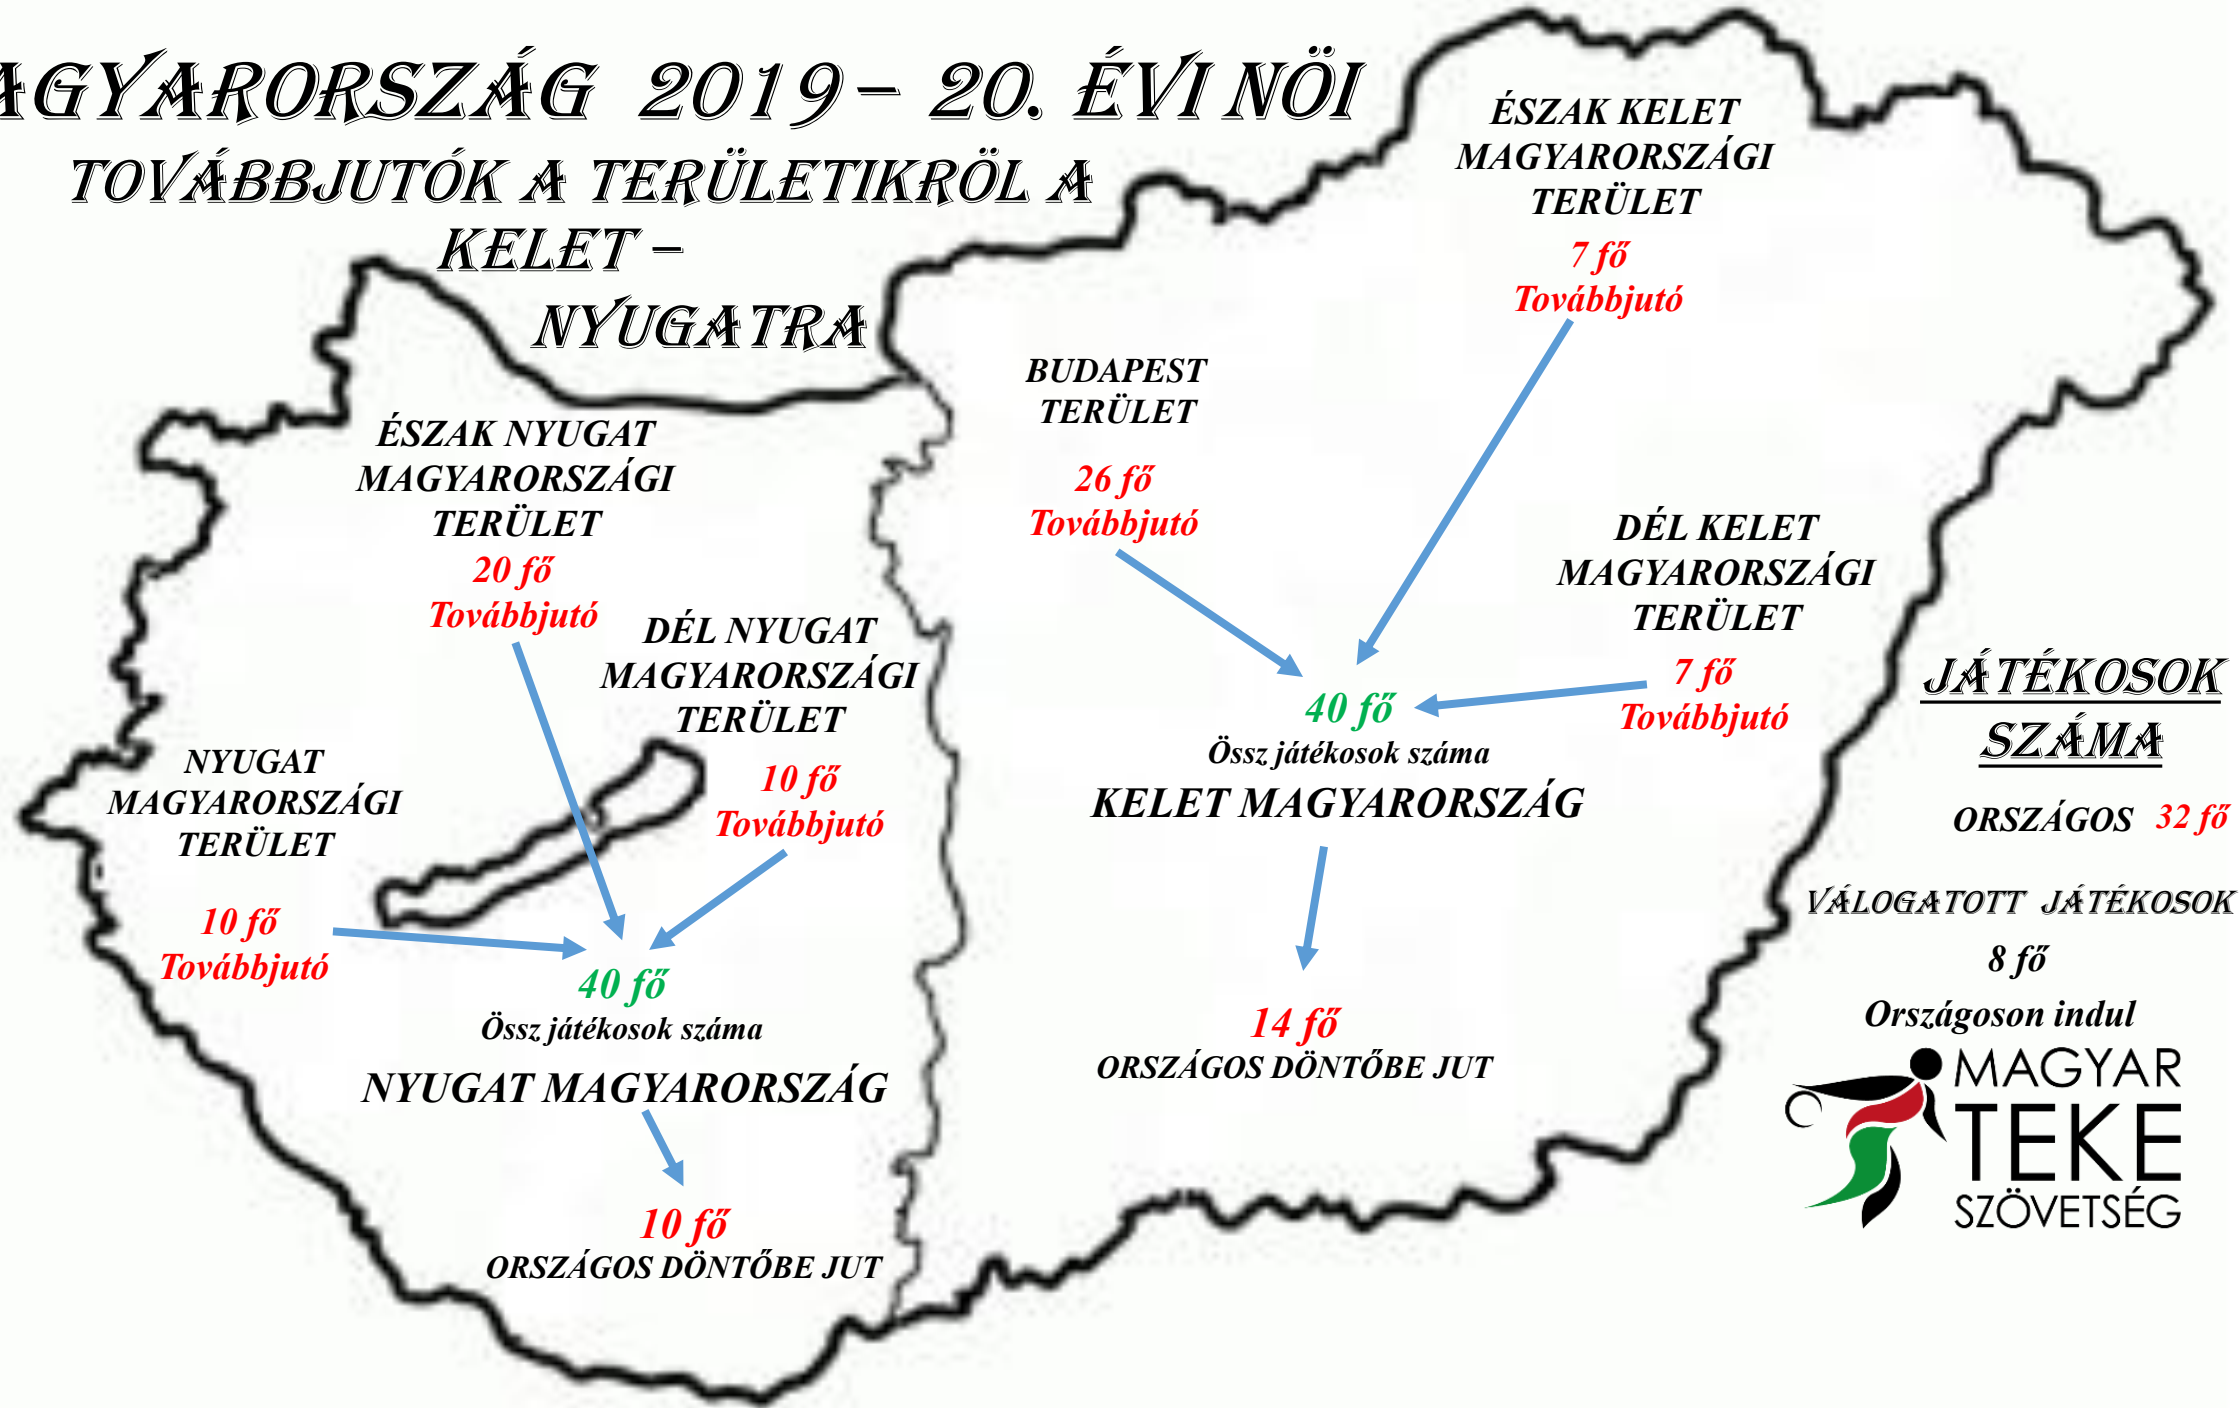 AGYARORSZÁG 2019 – 20. ÉVI NÖI
TOVÁBBJUTÓK A TERÜLETIKRÖL A
KELET –
NYUGATRA
ÉSZAK KELET
MAGYARORSZÁGI
TERÜLET
7 fő
Továbbjutó
BUDAPEST
TERÜLET
26 fő
Továbbjutó
ÉSZAK NYUGAT
MAGYARORSZÁGI
TERÜLET
20 fő
Továbbjutó
DÉL KELET
MAGYARORSZÁGI
TERÜLET
7 fő
Továbbjutó
DÉL NYUGAT
MAGYARORSZÁGI
TERÜLET
10 fő
Továbbjutó
NYUGAT
MAGYARORSZÁGI
TERÜLET
10 fő
Továbbjutó
40 fő
Össz játékosok száma
KELET MAGYARORSZÁG
14 fő
ORSZÁGOS DÖNTŐBE JUT
40 fő
Össz játékosok száma
NYUGAT MAGYARORSZÁG
10 fő
ORSZÁGOS DÖNTŐBE JUT
JÁTÉKOSOK
SZÁMA
ORSZÁGOS 32 fő
VÁLOGATOTT JÁTÉKOSOK
8 fő
Országoson indul
MAGYAR
TEKE
SZÖVETSÉG